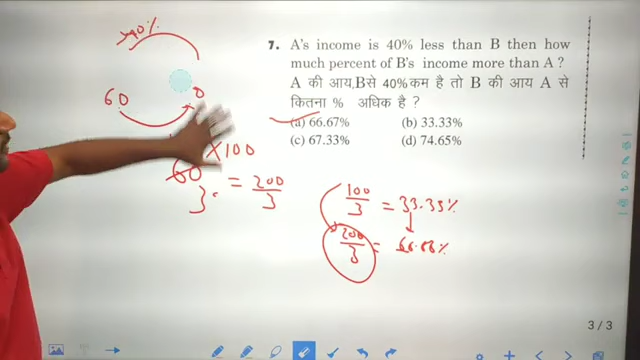 7. A's income is 40% less than B then how
much percent of B's income more than A ?
A की आय,Bसे 40%कम है तो B की आय A से
कितना % अधिक है ?
(a) 66.67% (b) 33.33%
(c) 67.33% (d) 74.65%
40%
60
60 × 100
3
= 200/3
100/3 = 33.33%
200/3 =
3 / 3